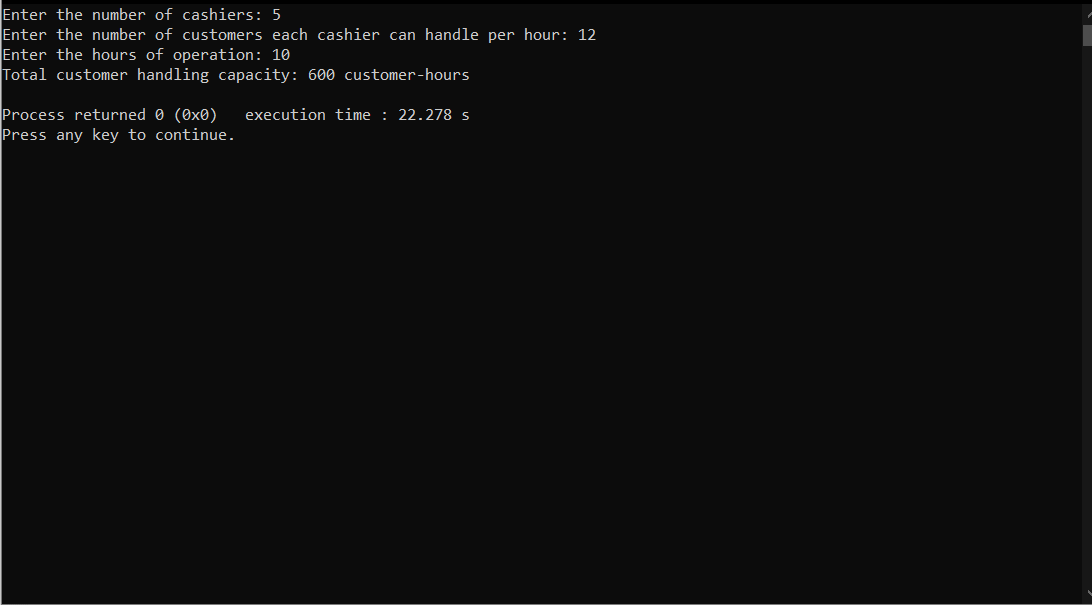 Enter the number of cashiers: 5
Enter the number of customers each cashier can handle per hour: 12
Enter the hours of operation: 10
Total customer handling capacity: 600 customer-hours
Process returned 0 (0x0)   execution time : 22.278 s
Press any key to continue.